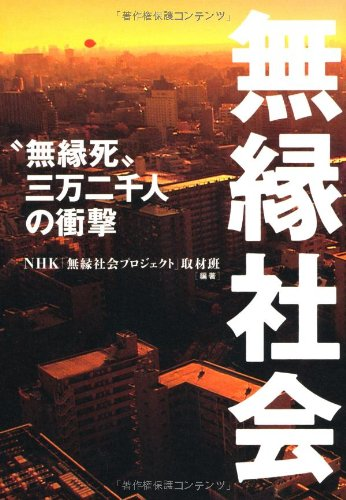 「著作権保護コンテンツ」
無縁社会
〝無縁死〟
三万二千人
の衝撃
NHK「無縁社会プロジェクト」取材班
[編著]
「著作権保護コンテンツ」